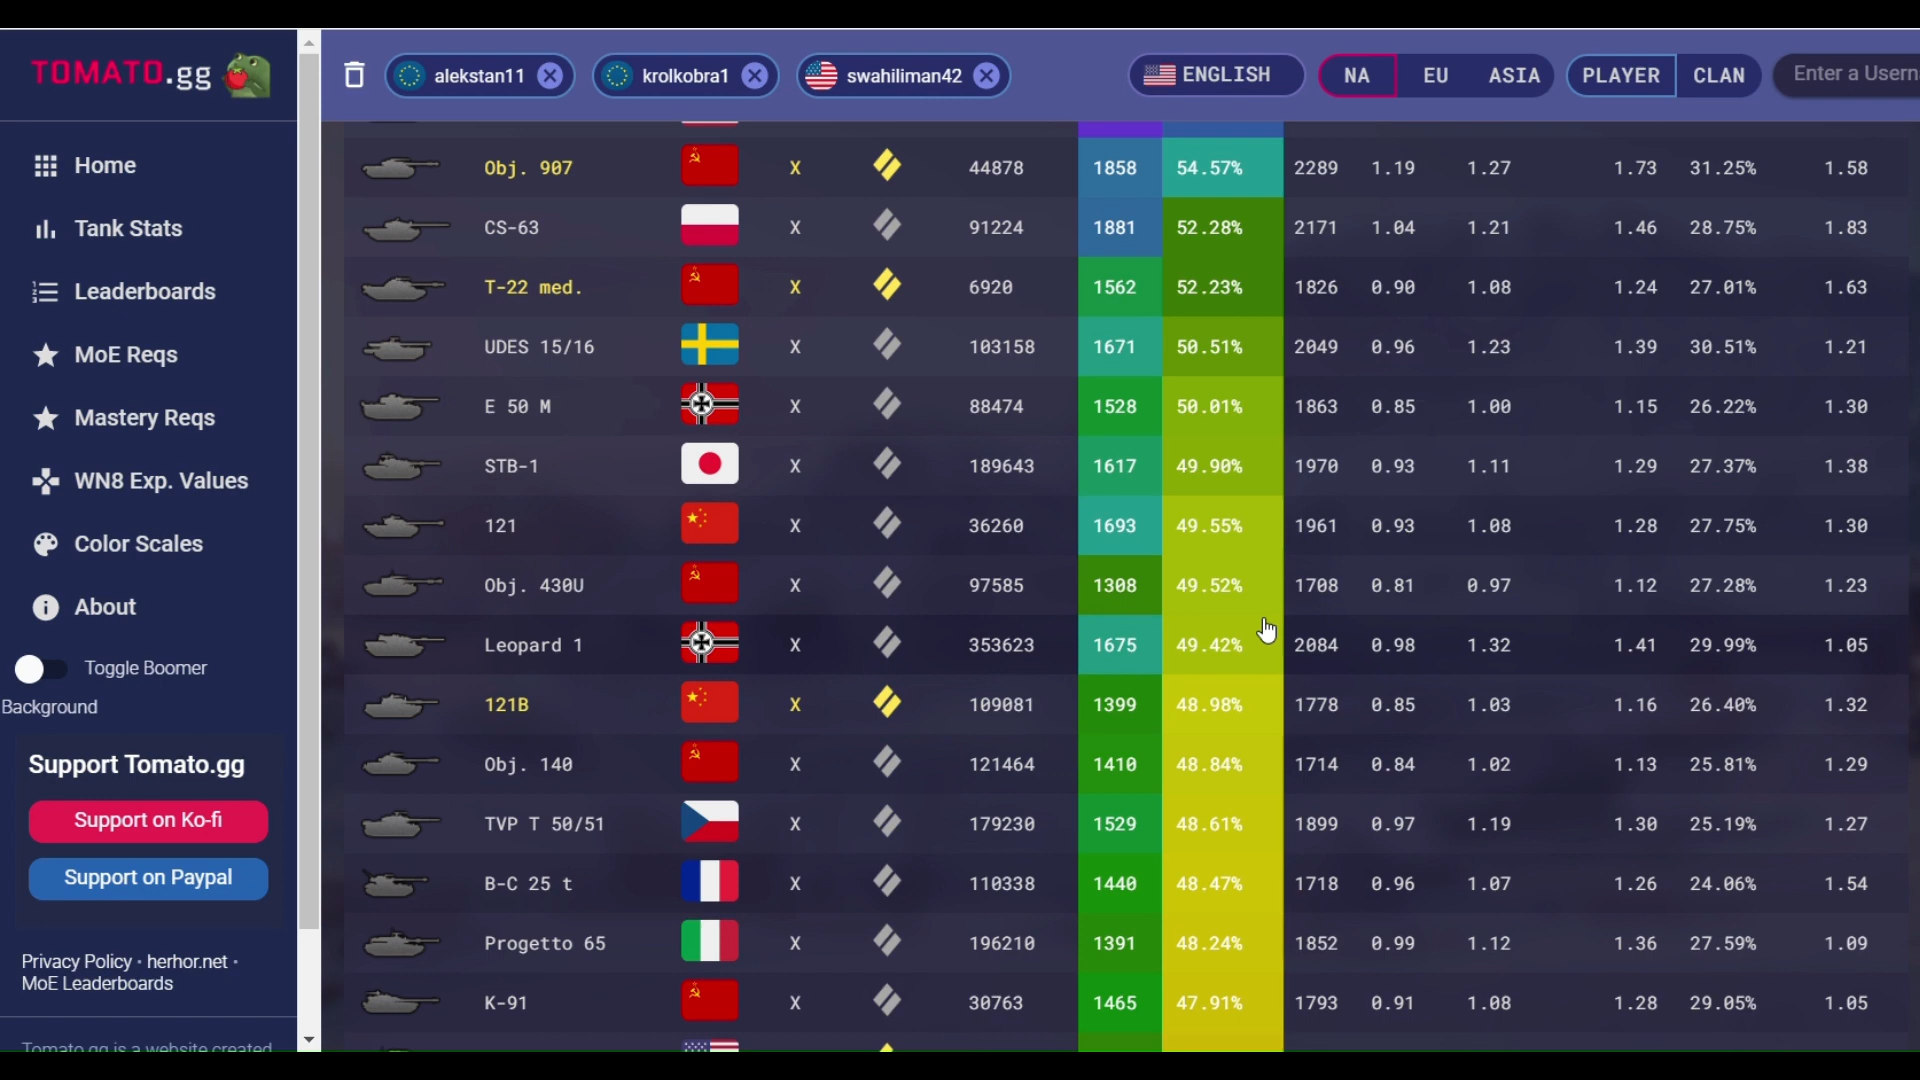 TOMATO.gg
alekstan11
krolkobra1
swahiliman42
ENGLISH
NA
EU
ASIA
PLAYER
CLAN
Enter a Usern
Home
Tank Stats
Leaderboards
MoE Reqs
Mastery Reqs
WN8 Exp. Values
Color Scales
About
Toggle Boomer
Background
Support Tomato.gg
Support on Ko-fi
Support on Paypal
Privacy Policy · herhor.net ·
MoE Leaderboards
Tomato.gg is a website created
Obj. 907 X 44878 1858 54.57% 2289 1.19 1.27 1.73 31.25% 1.58
CS-63 X 91224 1881 52.28% 2171 1.04 1.21 1.46 28.75% 1.83
T-22 med. X 6920 1562 52.23% 1826 0.90 1.08 1.24 27.01% 1.63
UDES 15/16 X 103158 1671 50.51% 2049 0.96 1.23 1.39 30.51% 1.21
E 50 M X 88474 1528 50.01% 1863 0.85 1.00 1.15 26.22% 1.30
STB-1 X 189643 1617 49.90% 1970 0.93 1.11 1.29 27.37% 1.38
121 X 36260 1693 49.55% 1961 0.93 1.08 1.28 27.75% 1.30
Obj. 430U X 97585 1308 49.52% 1708 0.81 0.97 1.12 27.28% 1.23
Leopard 1 X 353623 1675 49.42% 2084 0.98 1.32 1.41 29.99% 1.05
121B X 109081 1399 48.98% 1778 0.85 1.03 1.16 26.40% 1.32
Obj. 140 X 121464 1410 48.84% 1714 0.84 1.02 1.13 25.81% 1.29
TVP T 50/51 X 179230 1529 48.61% 1899 0.97 1.19 1.30 25.19% 1.27
B-C 25 t X 110338 1440 48.47% 1718 0.96 1.07 1.26 24.06% 1.54
Progetto 65 X 196210 1391 48.24% 1852 0.99 1.12 1.36 27.59% 1.09
K-91 X 30763 1465 47.91% 1793 0.91 1.08 1.28 29.05% 1.05